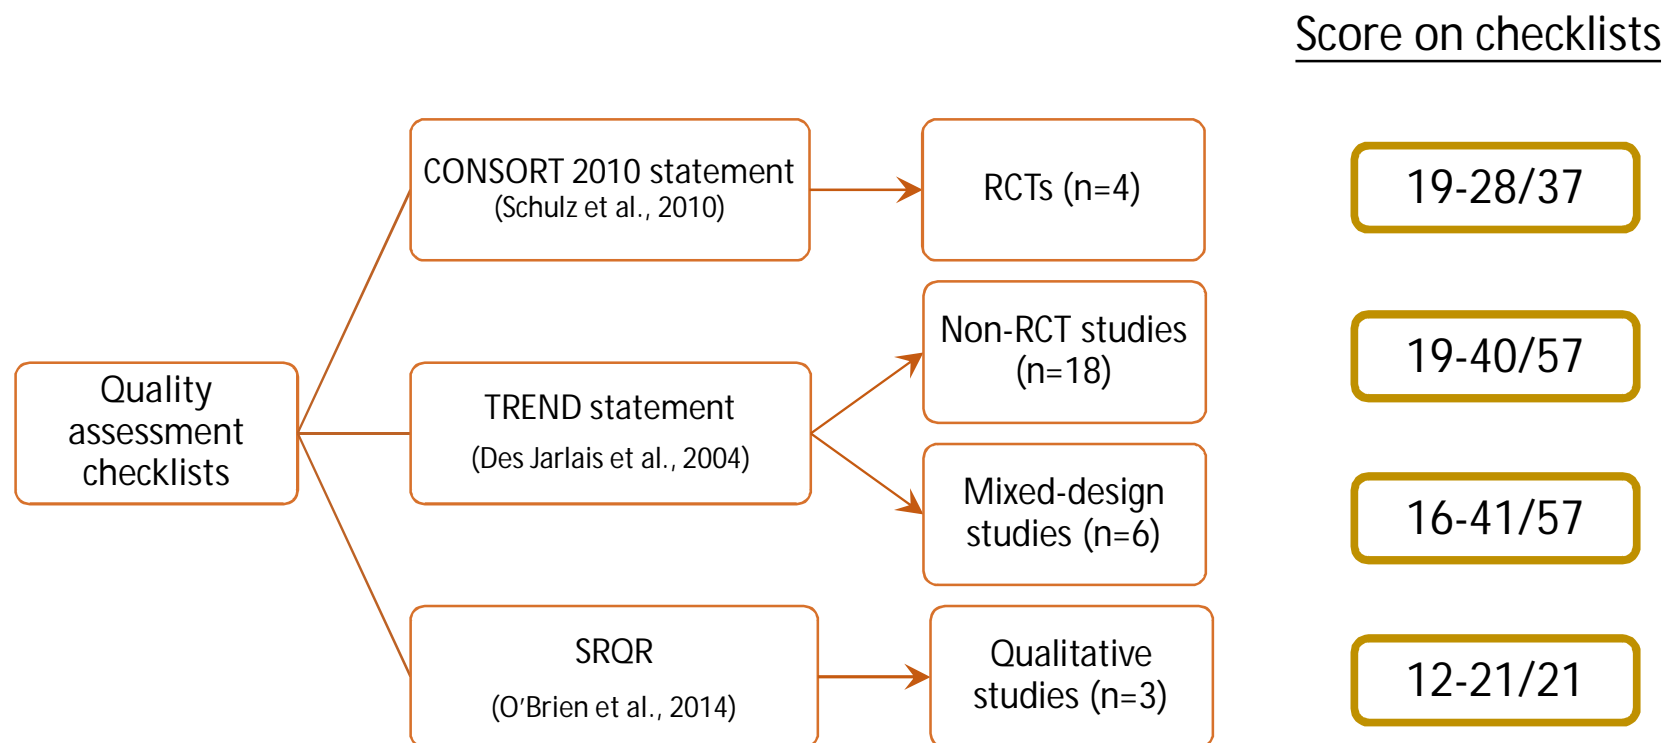 Score on checklists
CONSORT 2010 statement
(Schulz et al., 2010)
RCTs (n=4)
19-28/37
Quality
assessment
checklists
TREND statement
(Des Jarlais et al., 2004)
Non-RCT studies
(n=18)
19-40/57
Mixed-design
studies (n=6)
16-41/57
SRQR
(O’Brien et al., 2014)
Qualitative
studies (n=3)
12-21/21